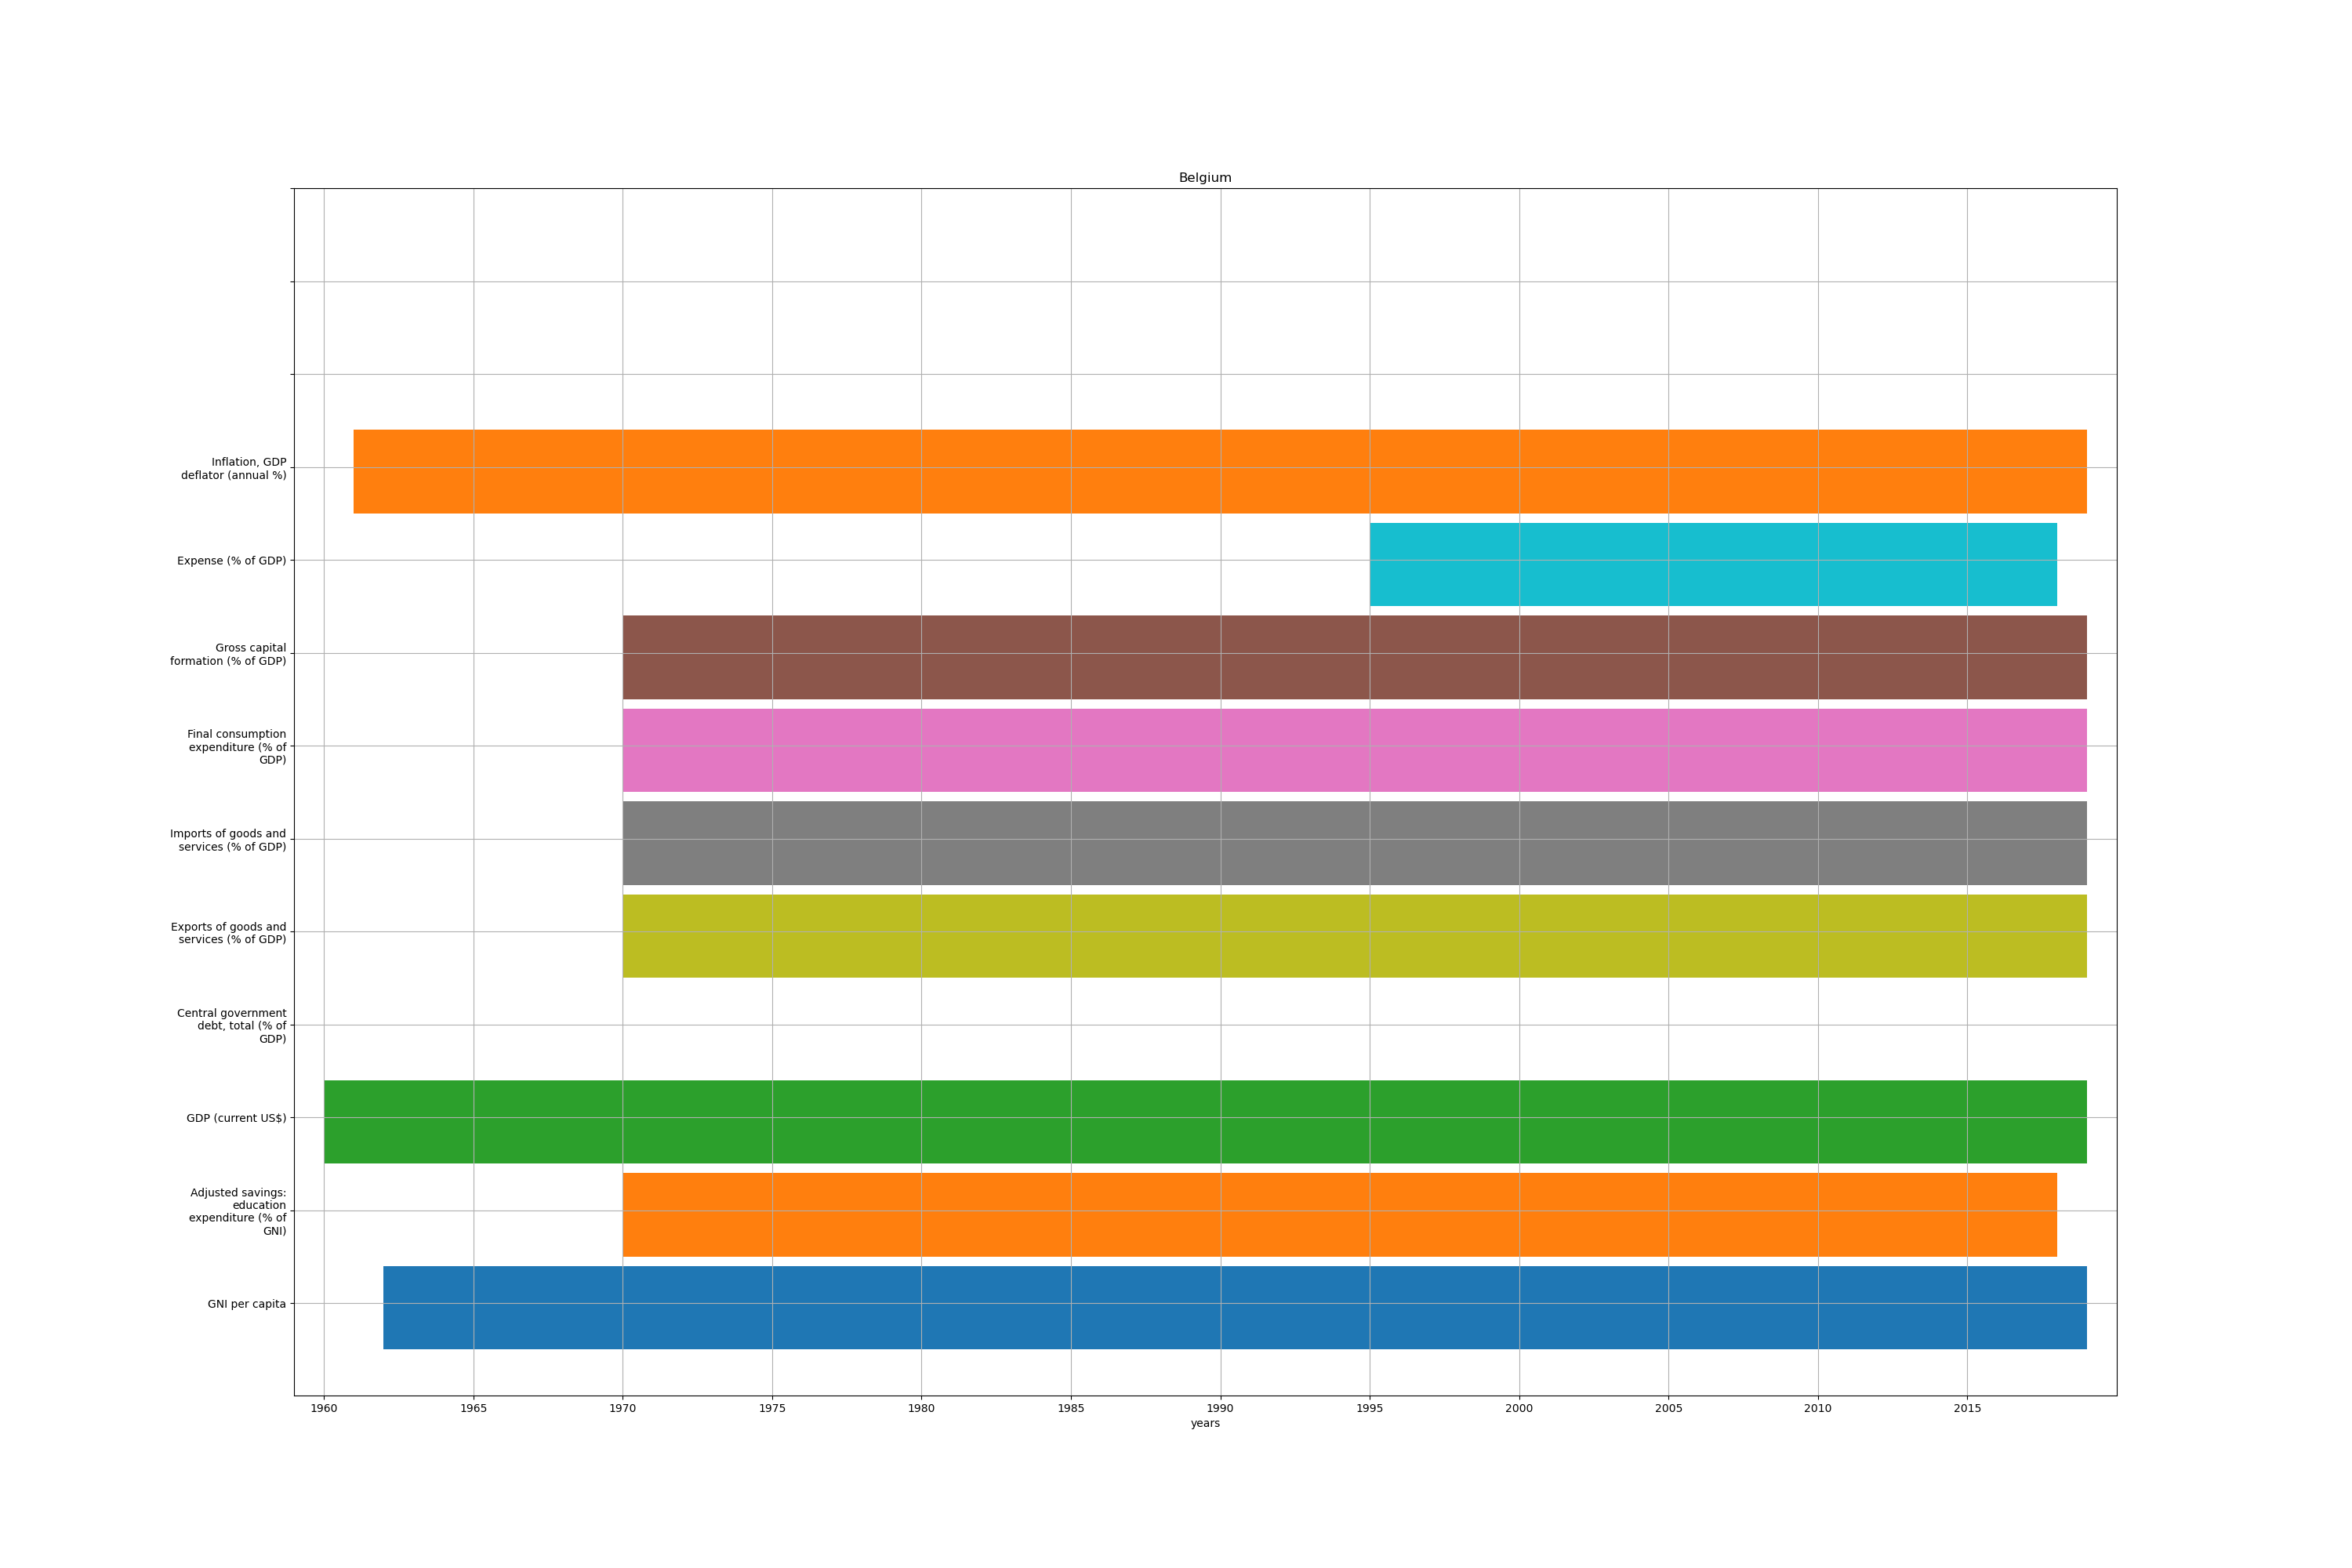 Belgium
Inflation, GDP
deflator (annual %)
Expense (% of GDP)
Gross capital
formation (% of GDP)
Final consumption
expenditure (% of
GDP)
Imports of goods and
services (% of GDP)
Exports of goods and
services (% of GDP)
Central government
debt, total (% of
GDP)
GDP (current US$)
Adjusted savings:
education
expenditure (% of
GNI)
GNI per capita
1960 1965 1970 1975 1980 1985 1990 1995 2000 2005 2010 2015
years